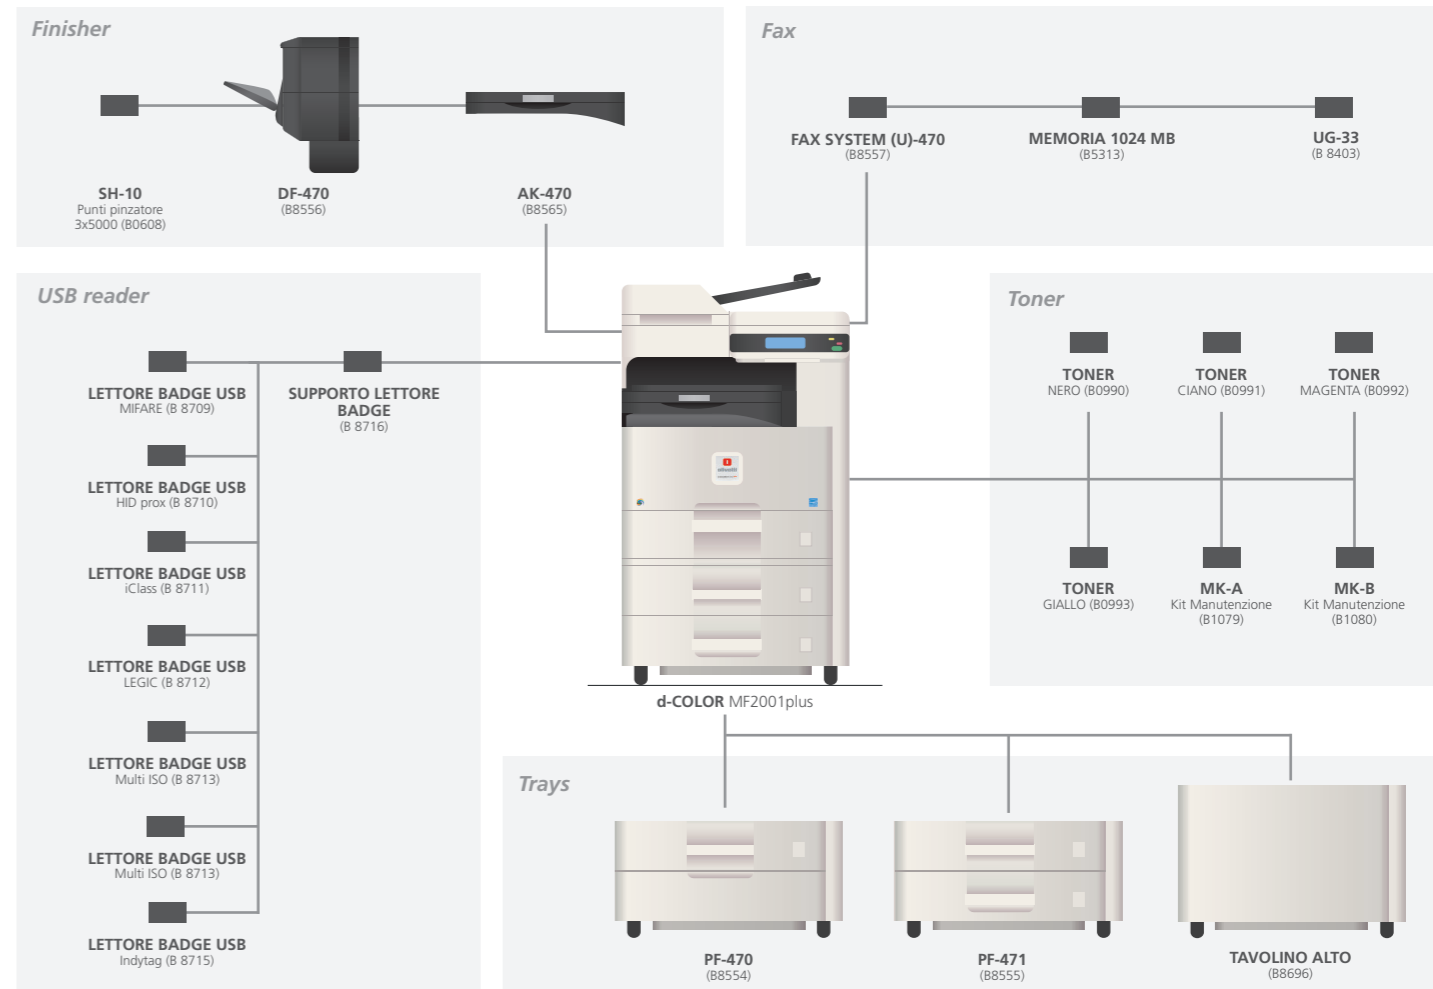 Finisher
SH-10
Punti pinzatore
3x5000 (B0608)
DF-470
(B8556)
AK-470
(B8565)
Fax
FAX SYSTEM (U)-470
(B8557)
MEMORIA 1024 MB
(B5313)
UG-33
(B 8403)
USB reader
LETTORE BADGE USB
MIFARE (B 8709)
SUPPORTO LETTORE
BADGE
(B 8716)
LETTORE BADGE USB
HID prox (B 8710)
LETTORE BADGE USB
iClass (B 8711)
LETTORE BADGE USB
LEGIC (B 8712)
LETTORE BADGE USB
Multi ISO (B 8713)
LETTORE BADGE USB
Multi ISO (B 8713)
LETTORE BADGE USB
Indytag (B 8715)
olivetti
d-COLOR MF2001plus
Toner
TONER
NERO (B0990)
TONER
CIANO (B0991)
TONER
MAGENTA (B0992)
TONER
GIALLO (B0993)
MK-A
Kit Manutenzione
(B1079)
MK-B
Kit Manutenzione
(B1080)
Trays
PF-470
(B8554)
PF-471
(B8555)
TAVOLINO ALTO
(B8696)